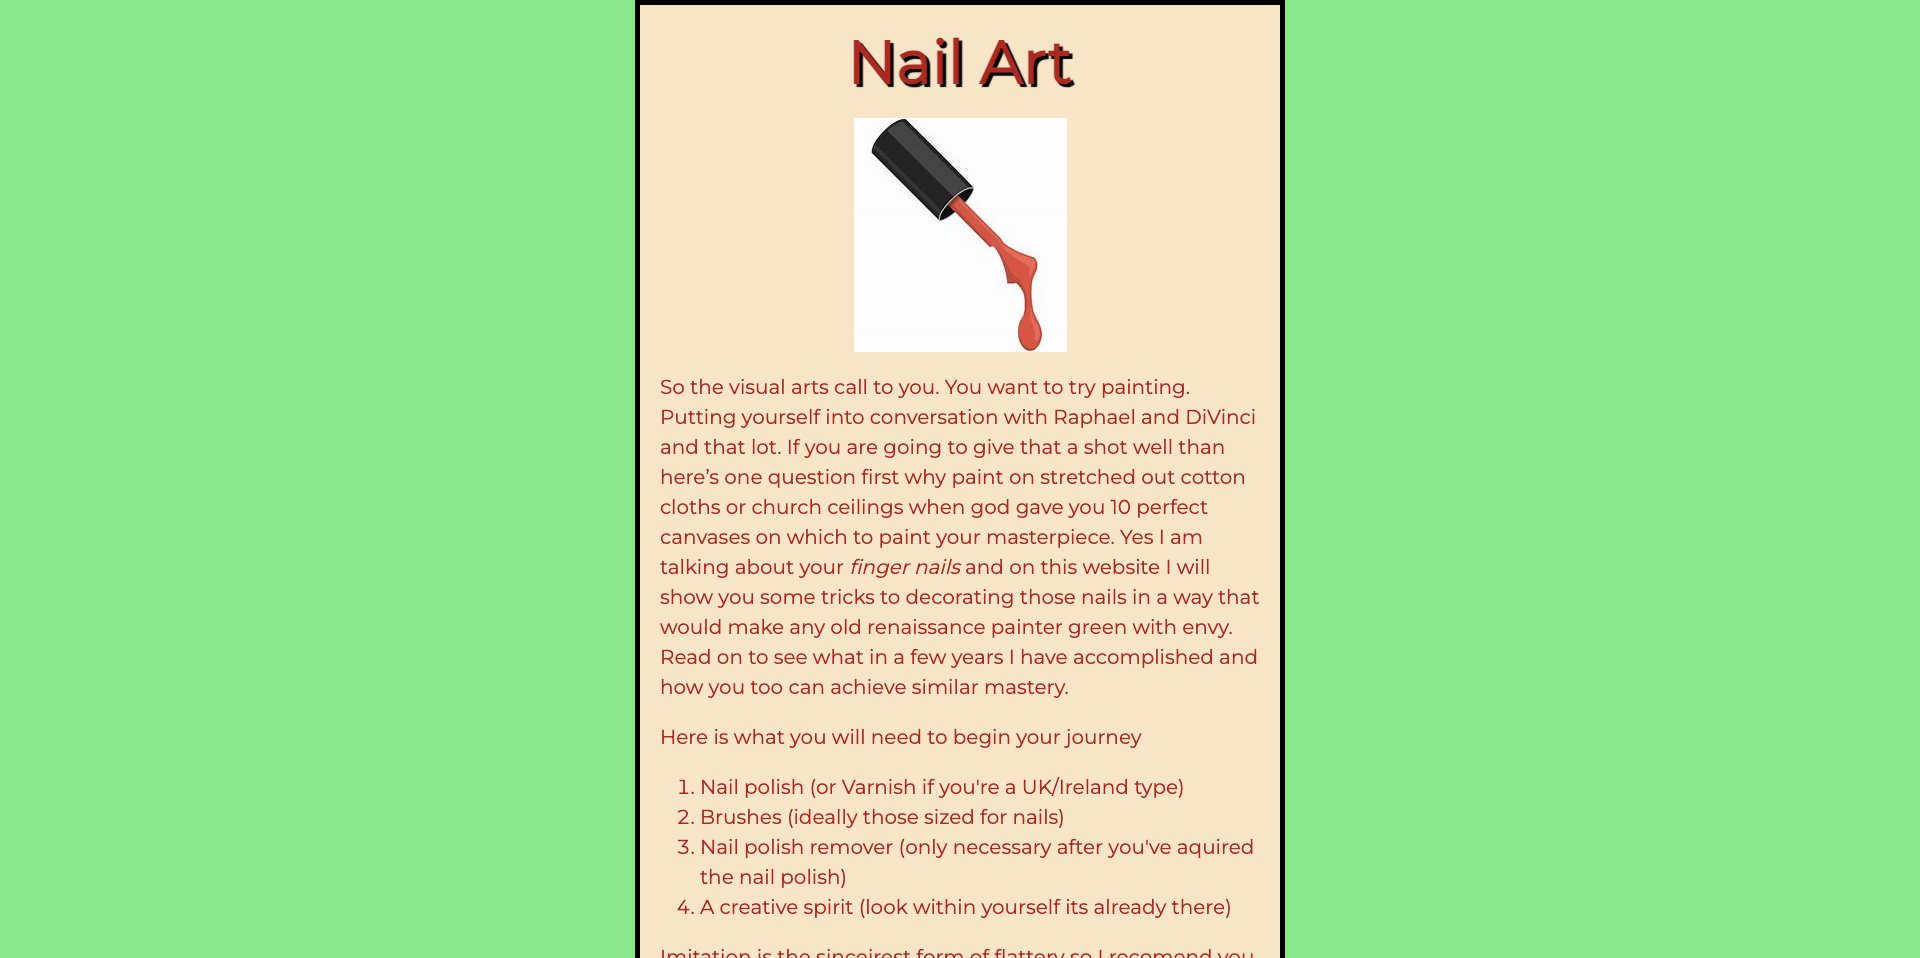 Nail Art
So the visual arts call to you. You want to try painting.
Putting yourself into conversation with Raphael and DiVinci
and that lot. If you are going to give that a shot well than
here’s one question first why paint on stretched out cotton
cloths or church ceilings when god gave you 10 perfect
canvases on which to paint your masterpiece. Yes I am
talking about your finger nails and on this website I will
show you some tricks to decorating those nails in a way that
would make any old renaissance painter green with envy.
Read on to see what in a few years I have accomplished and
how you too can achieve similar mastery.
Here is what you will need to begin your journey
1. Nail polish (or Varnish if you're a UK/Ireland type)
2. Brushes (ideally those sized for nails)
3. Nail polish remover (only necessary after you've aquired
the nail polish)
4. A creative spirit (look within yourself its already there)
Imitation is the sinceirest form of flattery so I recomend you